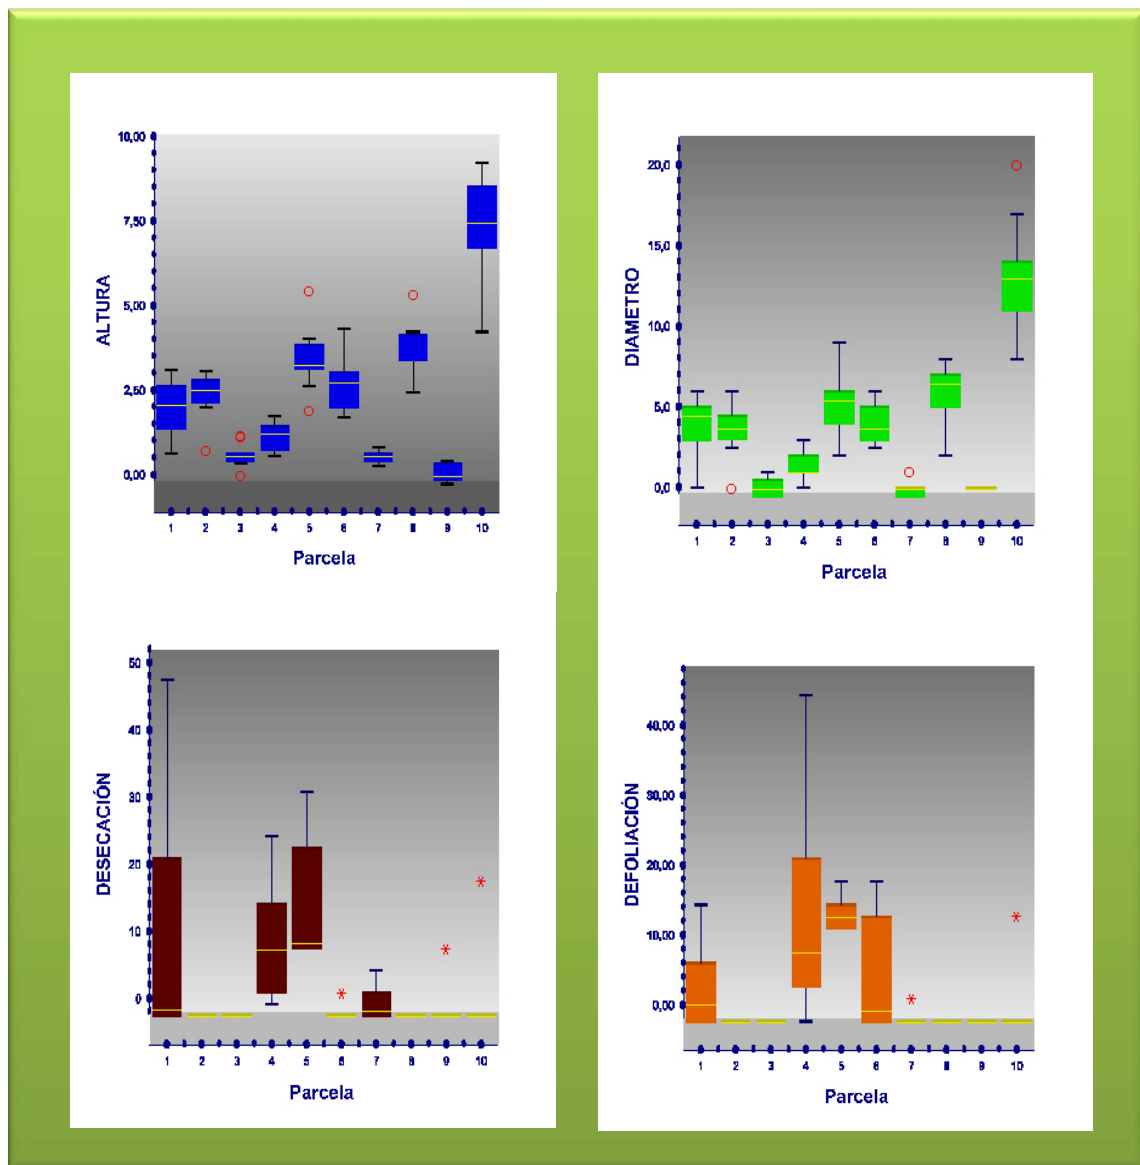 10,00
7,50
5,00
2,50
0,00
ALTURA
1 2 3 4 5 6 7 8 9 10
Parcela
20,0
15,0
10,0
5,0
0,0
DIAMETRO
1 2 3 4 5 6 7 8 9 10
Parcela
50
40
30
20
10
0
DESECACIÓN
1 2 3 4 5 6 7 8 9 10
Parcela
40,00
30,00
20,00
10,00
0,00
DEFOLIACIÓN
1 2 3 4 5 6 7 8 9 10
Parcela